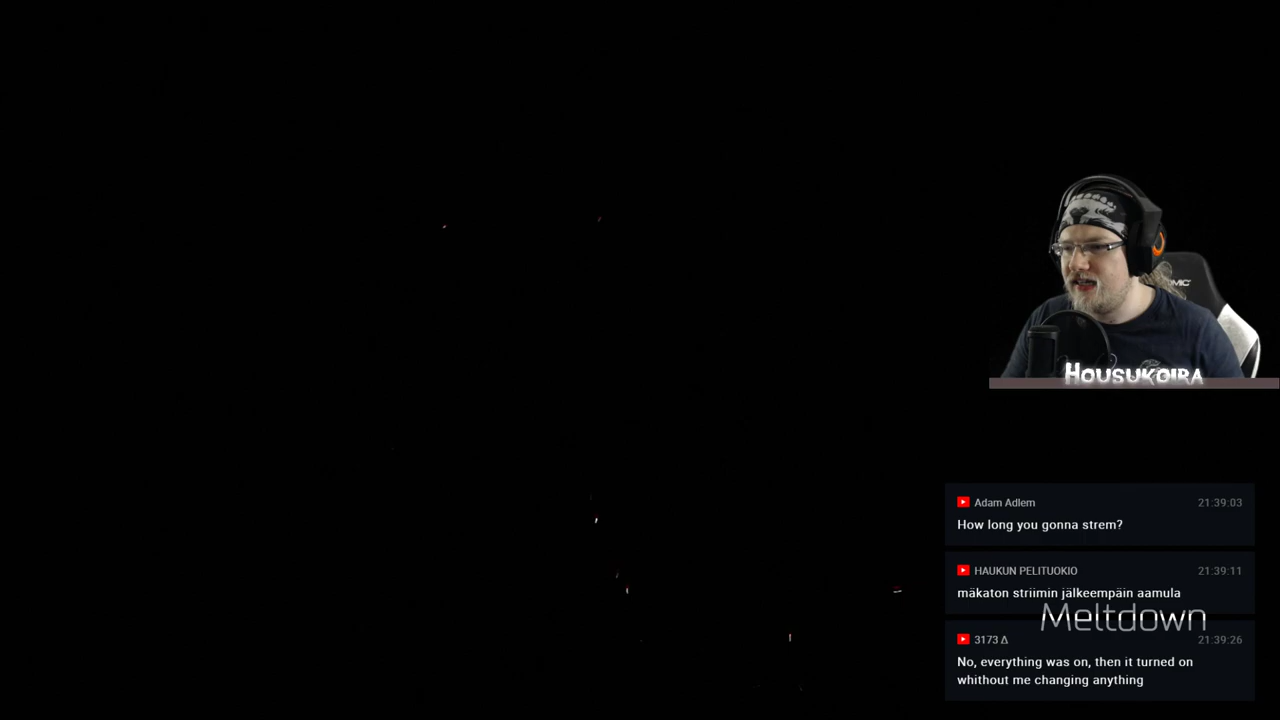 MIC
HOUSUKOIRA
Adam Adlem 21:39:03
How long you gonna strem?
HAUKUN PELITUOKIO 21:39:11
mäkaton striimin jälkeempäin aamula
Meltdown
3173 Δ 21:39:26
No, everything was on, then it turned on
whithout me changing anything